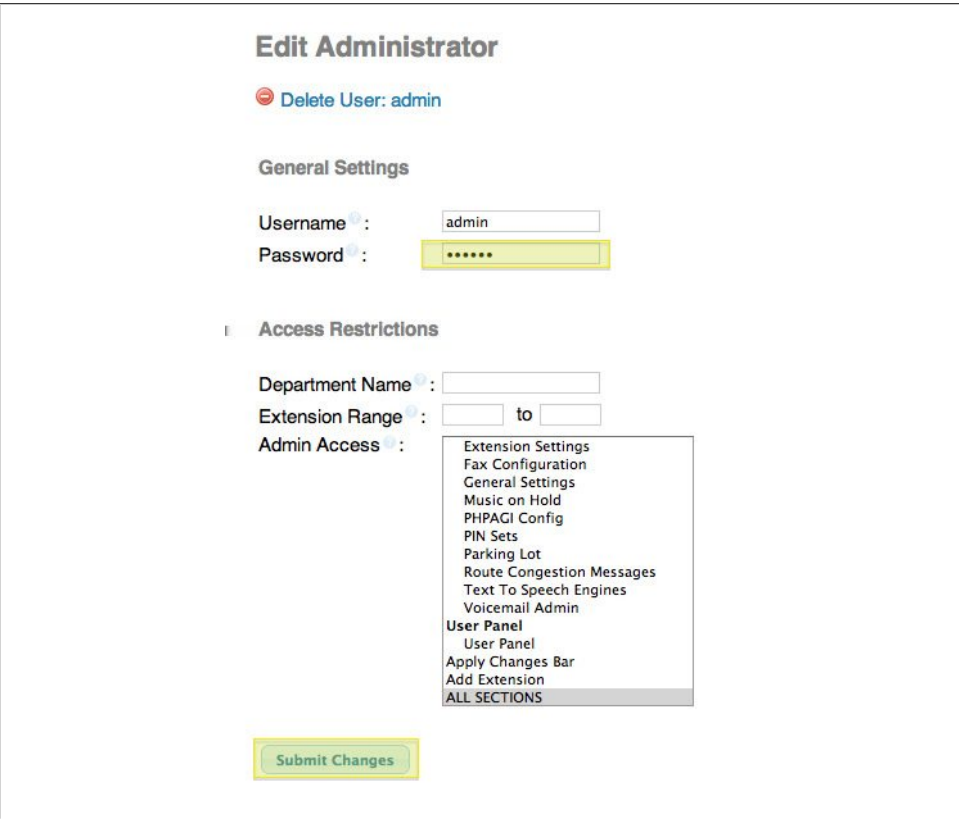 Edit Administrator
Delete User: admin
General Settings
Username ? : admin
Password ? : ••••••
Access Restrictions
Department Name ? :
Extension Range ? : to
Admin Access ? :
Extension Settings
Fax Configuration
General Settings
Music on Hold
PHPAGI Config
PIN Sets
Parking Lot
Route Congestion Messages
Text To Speech Engines
Voicemail Admin
User Panel
User Panel
Apply Changes Bar
Add Extension
ALL SECTIONS
Submit Changes